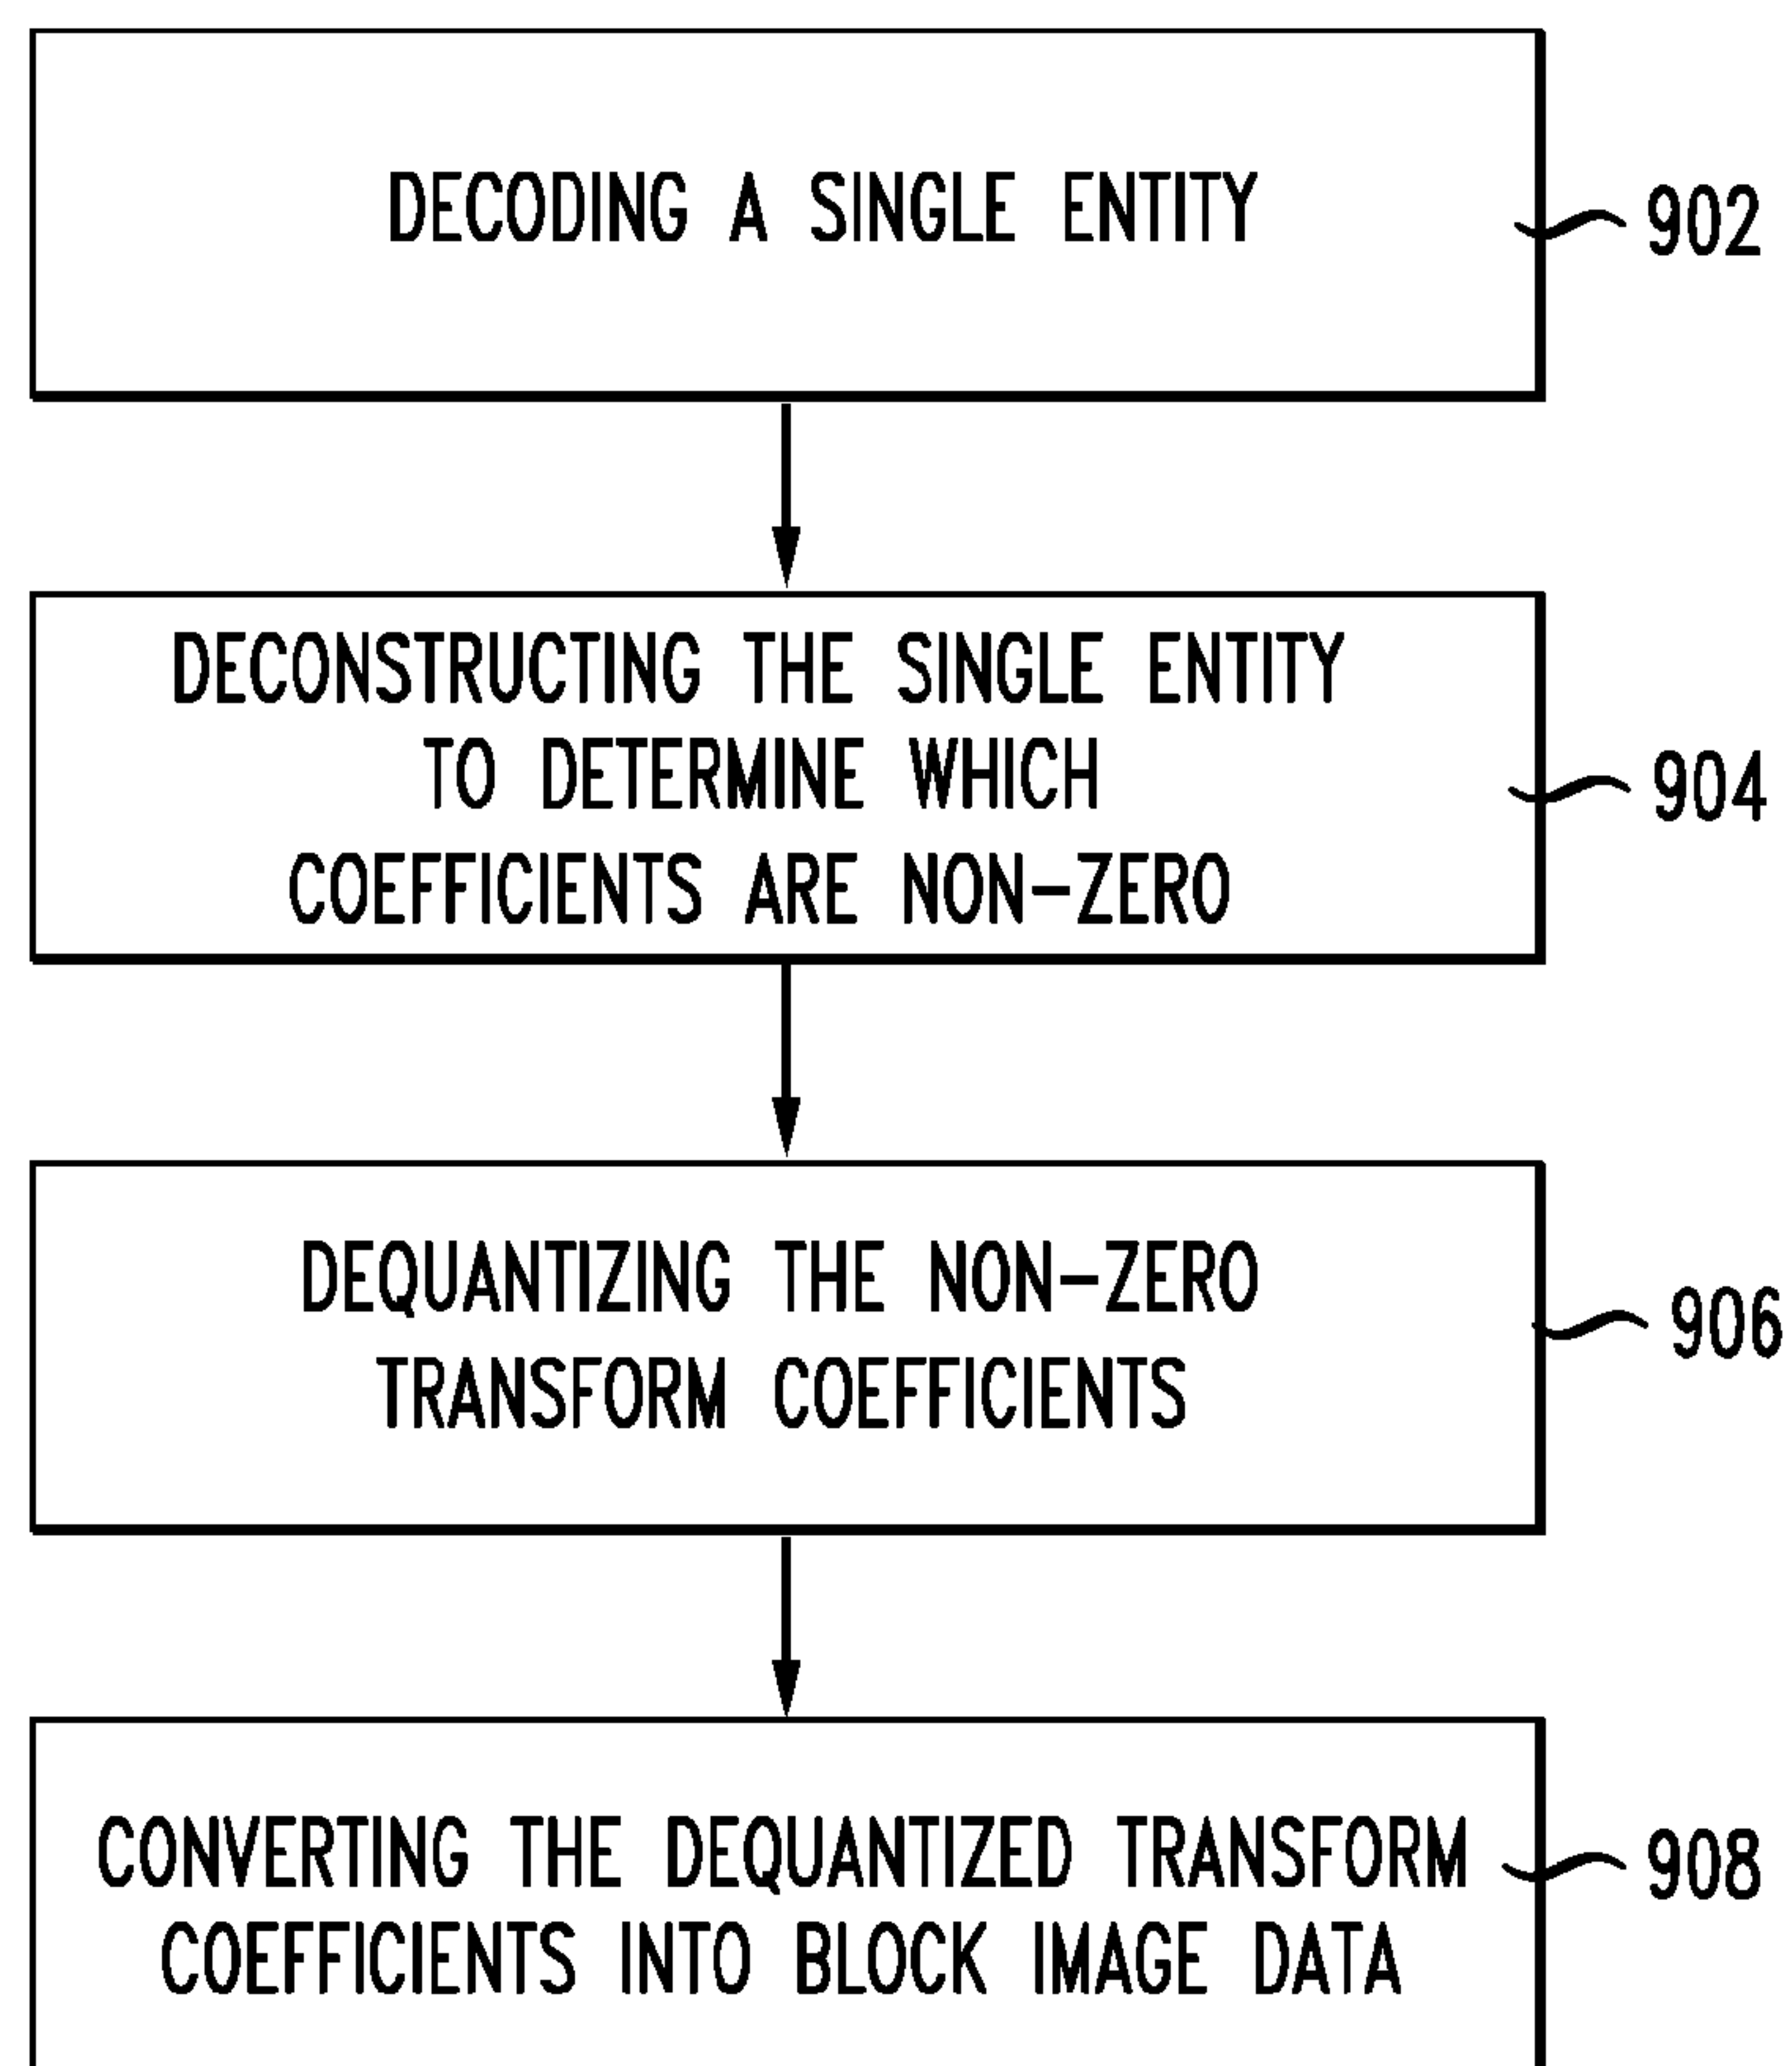 DECODING A SINGLE ENTITY
902
DECONSTRUCTING THE SINGLE ENTITY
TO DETERMINE WHICH
COEFFICIENTS ARE NON-ZERO
904
DEQUANTIZING THE NON-ZERO
TRANSFORM COEFFICIENTS
906
CONVERTING THE DEQUANTIZED TRANSFORM
COEFFICIENTS INTO BLOCK IMAGE DATA
908